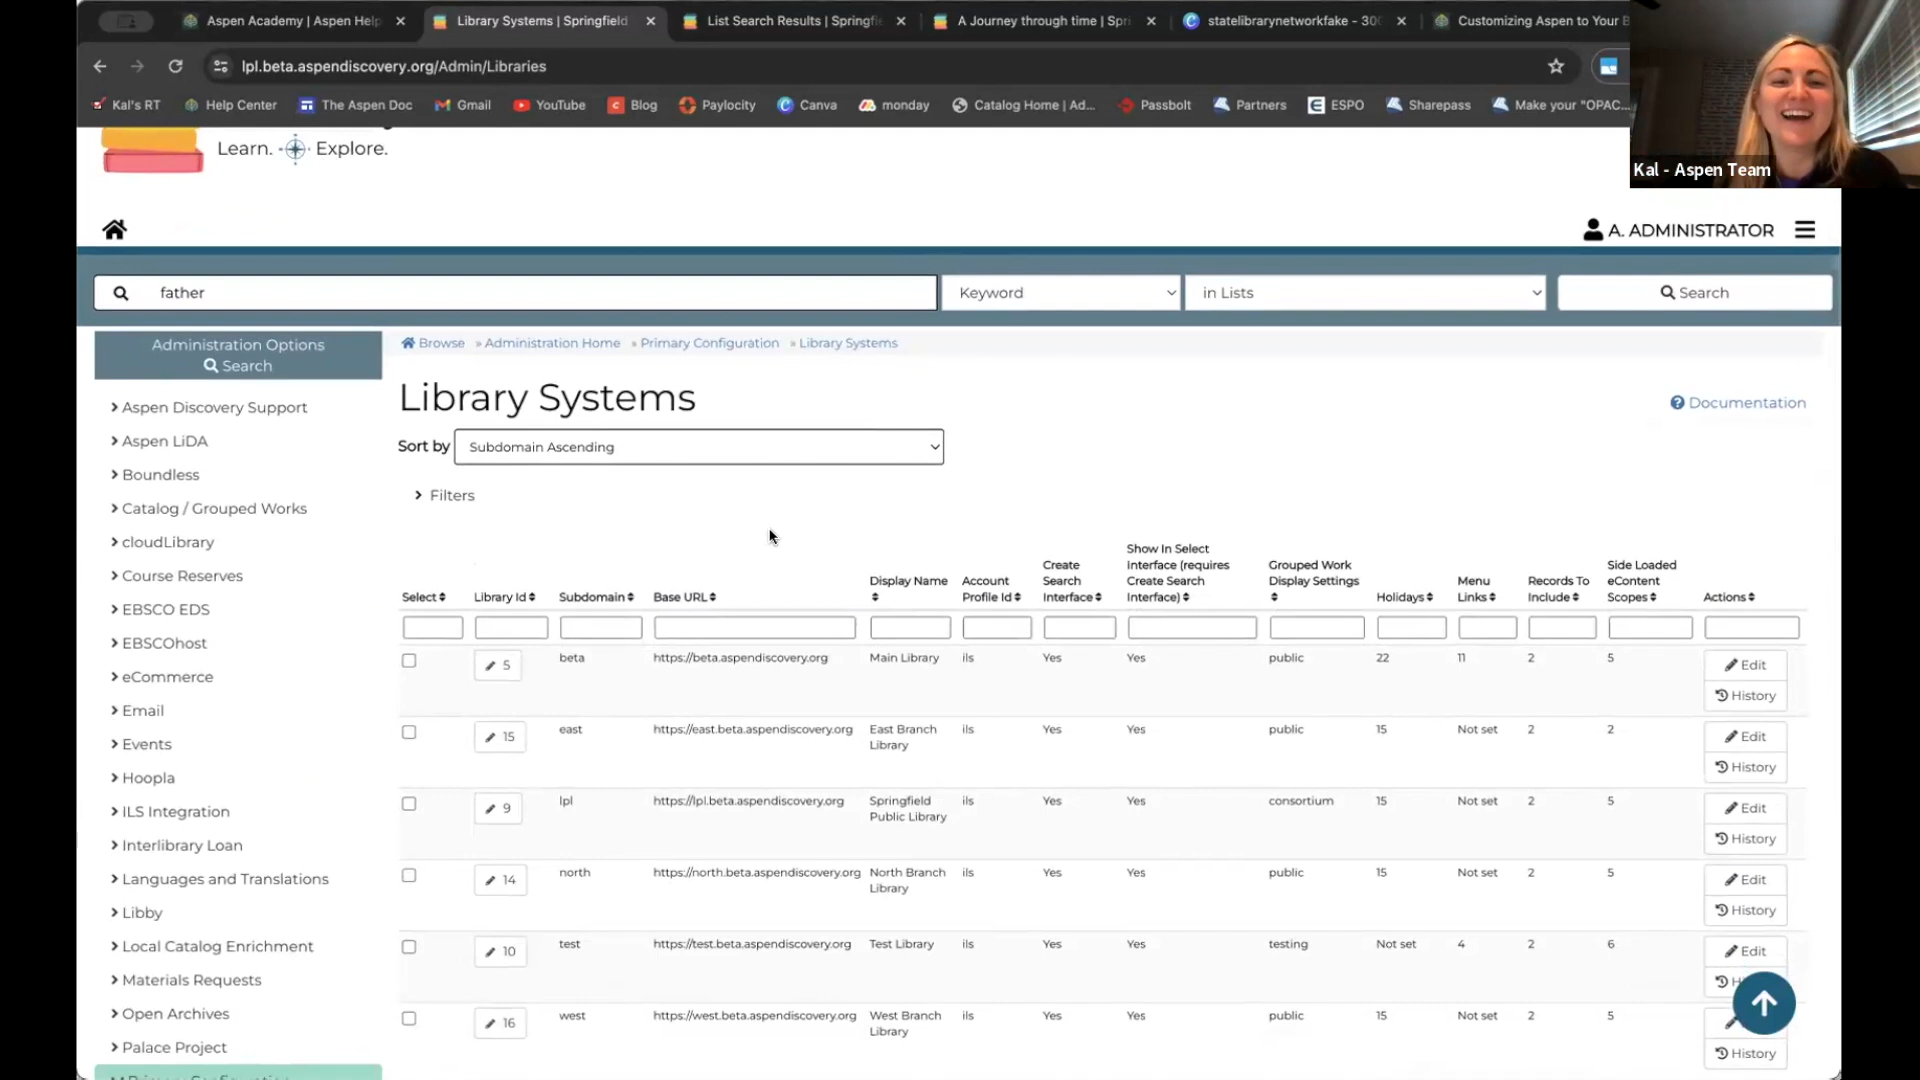 Aspen Academy | Aspen Help
Library Systems | Springfield
List Search Results | Springfi
A Journey through time | Spri
statelibrarynetworkfake - 300
Customizing Aspen to Your B
lpl.beta.aspendiscovery.org/Admin/Libraries
Kal's RT
Help Center
The Aspen Doc
Gmail
YouTube
Blog
Paylocity
Canva
monday
Catalog Home | Ad...
Passbolt
Partners
ESPO
Sharepass
Make your "OPAC...
Kal - Aspen Team
Learn. Explore.
A. ADMINISTRATOR
father
Keyword
in Lists
Search
Administration Options
Search
Aspen Discovery Support
Aspen LiDA
Boundless
Catalog / Grouped Works
cloudLibrary
Course Reserves
EBSCO EDS
EBSCOhost
eCommerce
Email
Events
Hoopla
ILS Integration
Interlibrary Loan
Languages and Translations
Libby
Local Catalog Enrichment
Materials Requests
Open Archives
Palace Project
Browse » Administration Home » Primary Configuration » Library Systems
Library Systems
Documentation
Sort by Subdomain Ascending
Filters
Select
Library Id
Subdomain
Base URL
Display Name
Account
Profile Id
Create
Search
Interface
Show In Select
Interface (requires
Create Search
Interface)
Grouped Work
Display Settings
Holidays
Menu
Links
Records To
Include
Side Loaded
eContent
Scopes
Actions
5 beta https://beta.aspendiscovery.org Main Library ils Yes Yes public 22 11 2 5 Edit
History
15 east https://east.beta.aspendiscovery.org East Branch ils Yes Yes public 15 Not set 2 2 Edit
Library History
9 lpl https://lpl.beta.aspendiscovery.org Springfield ils Yes Yes consortium 15 Not set 2 5 Edit
Public Library History
14 north https://north.beta.aspendiscovery.org North Branch ils Yes Yes public 15 Not set 2 5 Edit
Library History
10 test https://test.beta.aspendiscovery.org Test Library ils Yes Yes testing Not set 4 2 6 Edit
16 west https://west.beta.aspendiscovery.org West Branch ils Yes Yes public 15 Not set 2 5
Library History